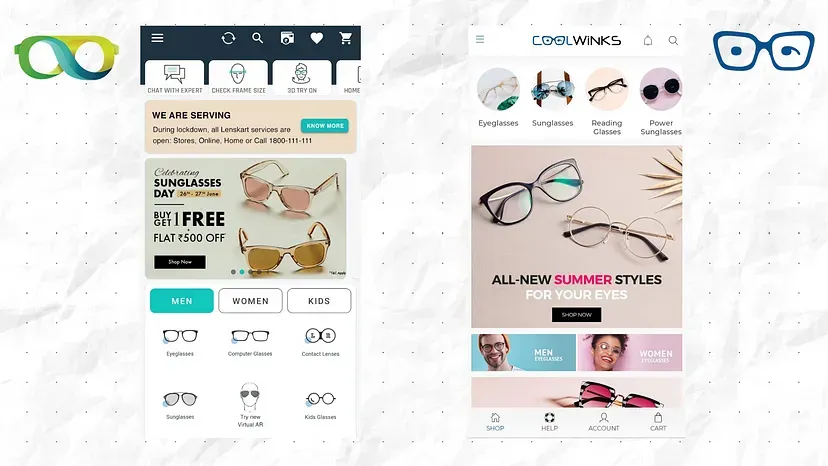 CHAT WITH EXPERT
CHECK FRAME SIZE
3D TRY ON
HOME
WE ARE SERVING
During lockdown, all Lenskart services are
open: Stores, Online, Home or Call 1800-111-111
KNOW MORE
Celebrating
SUNGLASSES
DAY 26th - 27th June
BUY 1 FREE
GET
+
FLAT ₹500 OFF
Shop Now
*T&C Apply
MEN
WOMEN
KIDS
Eyeglasses
Computer Glasses
Contact Lenses
Sunglasses
Try new
Virtual AR
Kids Glasses
COOLWiNKS
Eyeglasses
Sunglasses
Reading
Glasses
Power
Sunglasses
ALL-NEW SUMMER STYLES
FOR YOUR EYES
SHOP NOW
MEN
EYEGLASSES
WOMEN
EYEGLASSES
SHOP
HELP
ACCOUNT
CART